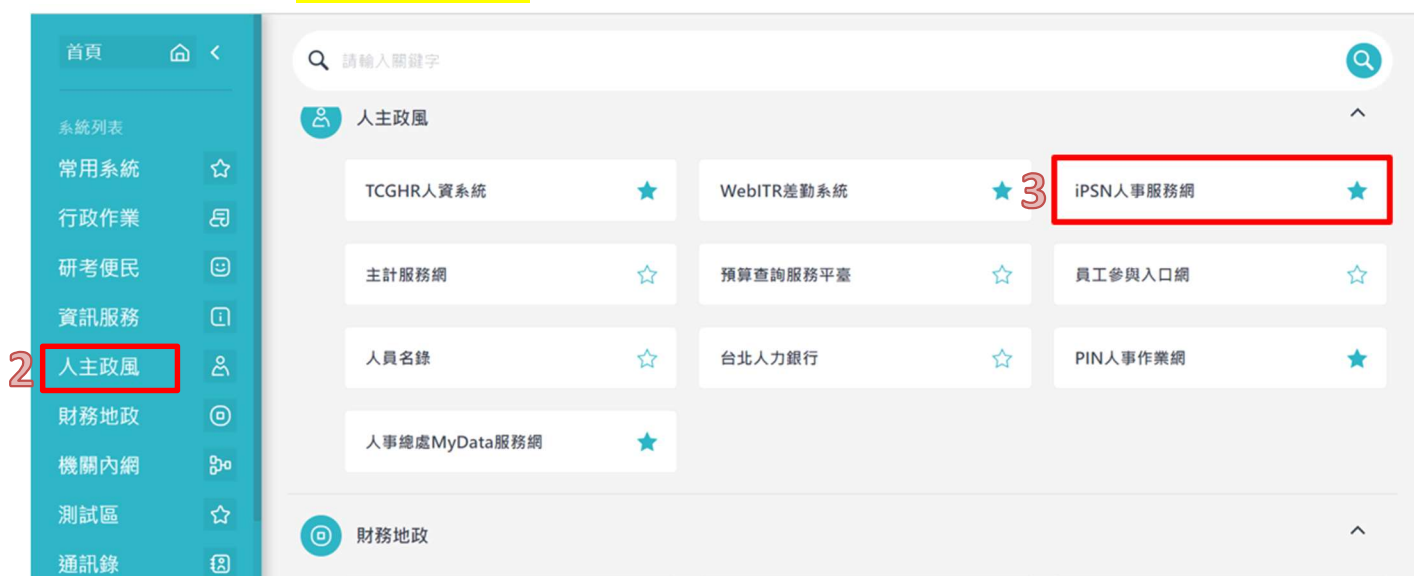 首頁
請輸入關鍵字
系統列表
常用系統
行政作業
研考便民
資訊服務
2 人主政風
財務地政
機關內網
測試區
通訊錄
人主政風
TCGHR人資系統
WebITR差勤系統
3 iPSN人事服務網
主計服務網
預算查詢服務平臺
員工參與入口網
人員名錄
台北人力銀行
PIN人事作業網
人事總處MyData服務網
財務地政